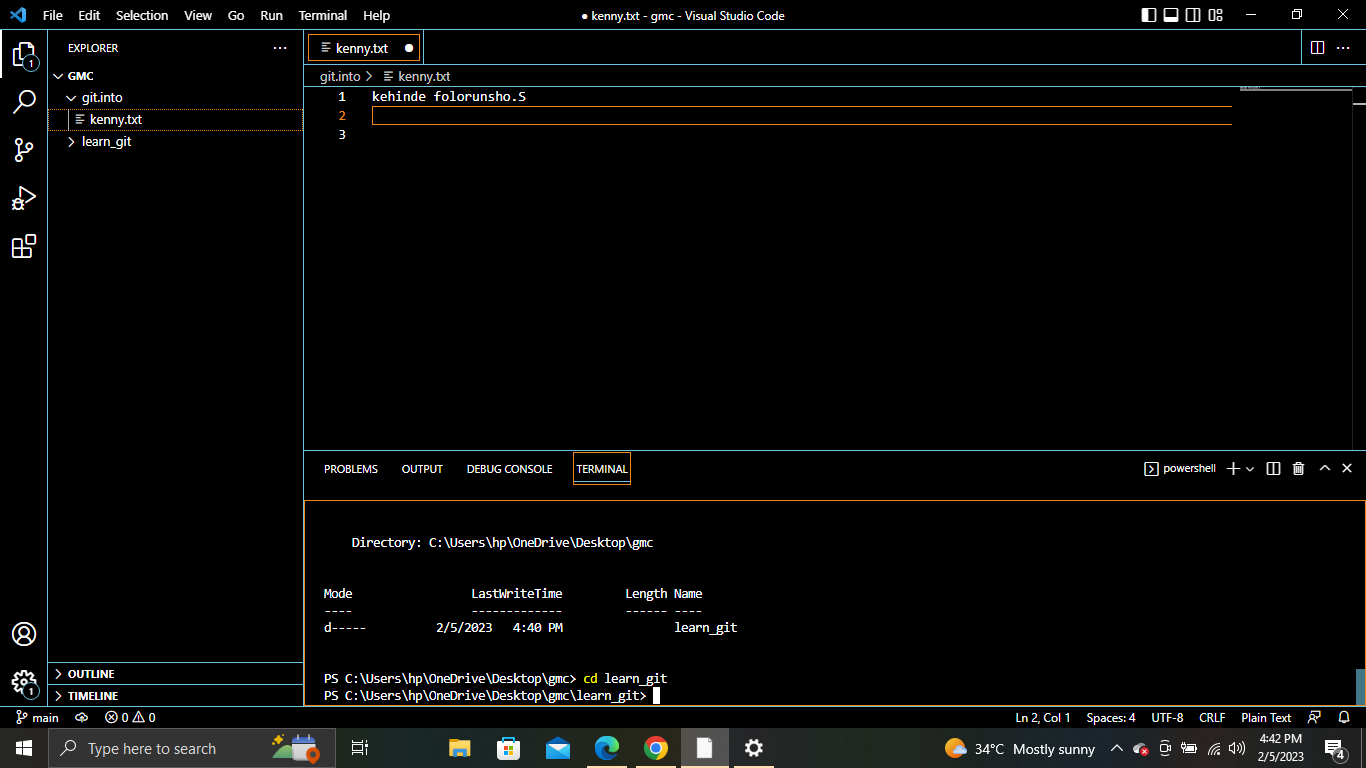 File Edit Selection View Go Run Terminal Help ● kenny.txt - gmc - Visual Studio Code
EXPLORER ...
GMC
git.into
kenny.txt
learn_git
OUTLINE
TIMELINE
1
1
kenny.txt
git.into > kenny.txt
1 kehinde folorunsho.S
2
3
PROBLEMS OUTPUT DEBUG CONSOLE TERMINAL powershell
Directory: C:\Users\hp\OneDrive\Desktop\gmc
Mode LastWriteTime Length Name
---- ------------- ------ ----
d----- 2/5/2023 4:40 PM learn_git
PS C:\Users\hp\OneDrive\Desktop\gmc> cd learn_git
PS C:\Users\hp\OneDrive\Desktop\gmc\learn_git>
main 0 0 Ln 2, Col 1 Spaces: 4 UTF-8 CRLF Plain Text
Type here to search 34°C Mostly sunny 4:42 PM
2/5/2023
4